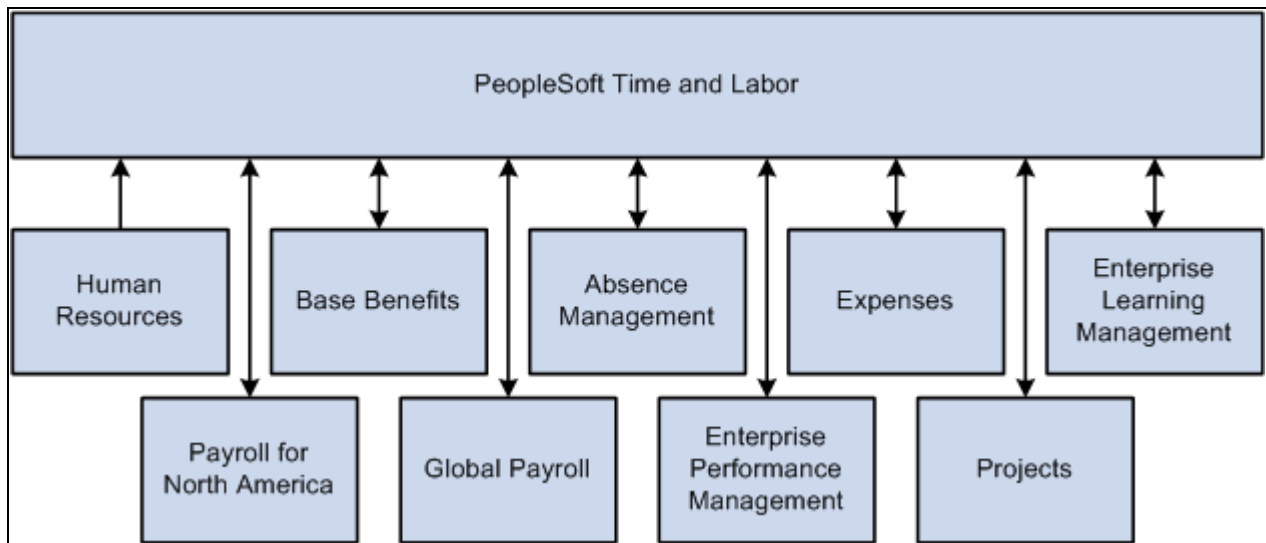 PeopleSoft Time and Labor
Human
Resources
Base Benefits
Absence
Management
Expenses
Enterprise
Learning
Management
Payroll for
North America
Global Payroll
Enterprise
Performance
Management
Projects